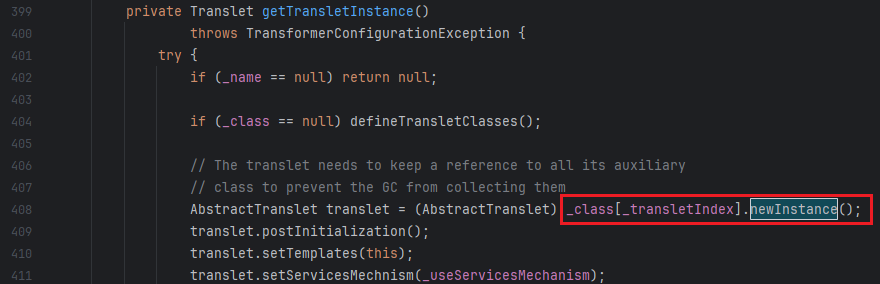 399 private Translet getTransletInstance()
400 throws TransformerConfigurationException {
401 try {
402 if (_name == null) return null;
403
404 if (_class == null) defineTransletClasses();
405
406 // The translet needs to keep a reference to all its auxiliary
407 // class to prevent the GC from collecting them
408 AbstractTranslet translet = (AbstractTranslet) _class[_transletIndex].newInstance();
409 translet.postInitialization();
410 translet.setTemplates(this);
411 translet.setServicesMechnism(_useServicesMechanism);